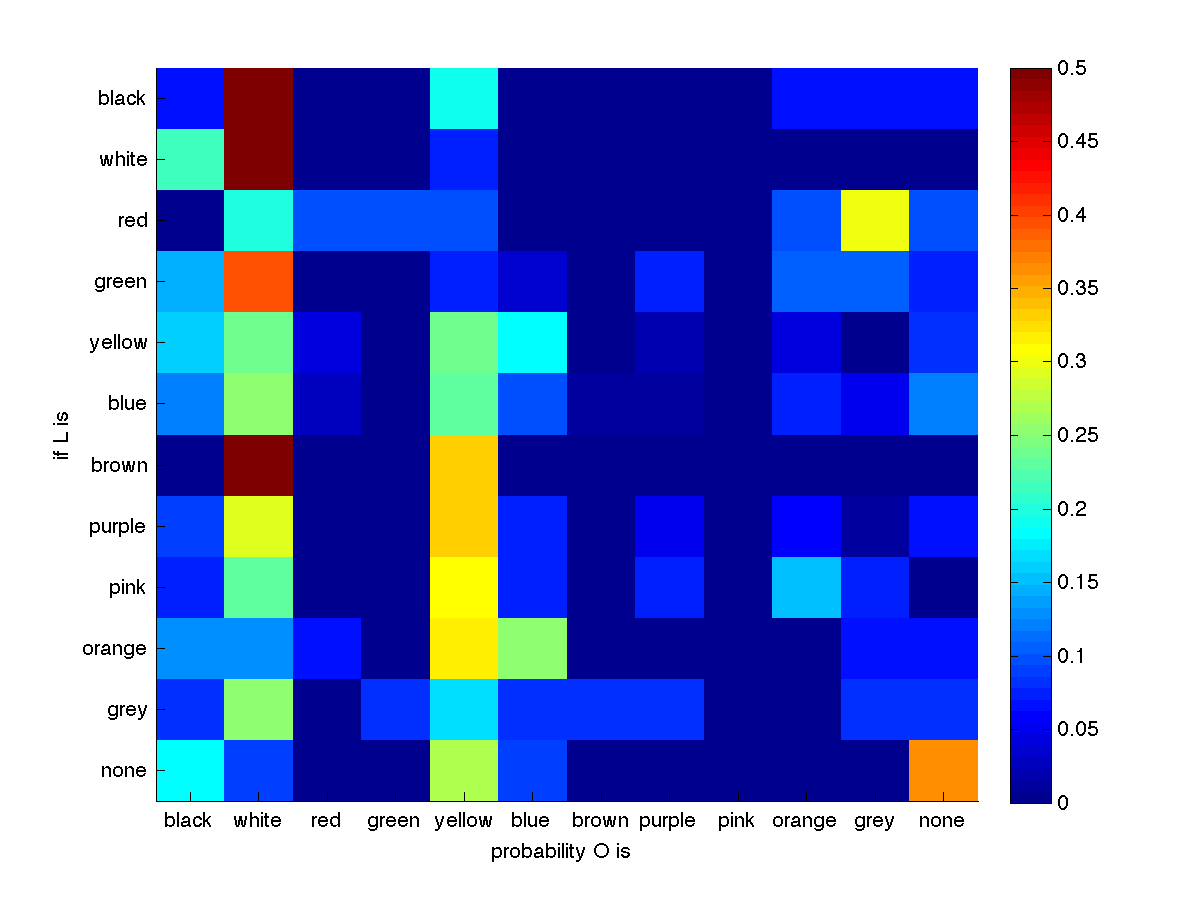 black
white
red
green
yellow
blue
brown
purple
pink
orange
grey
none
if L is
black white red green yellow blue brown purple pink orange grey none
probability O is
0.5
0.45
0.4
0.35
0.3
0.25
0.2
0.15
0.1
0.05
0